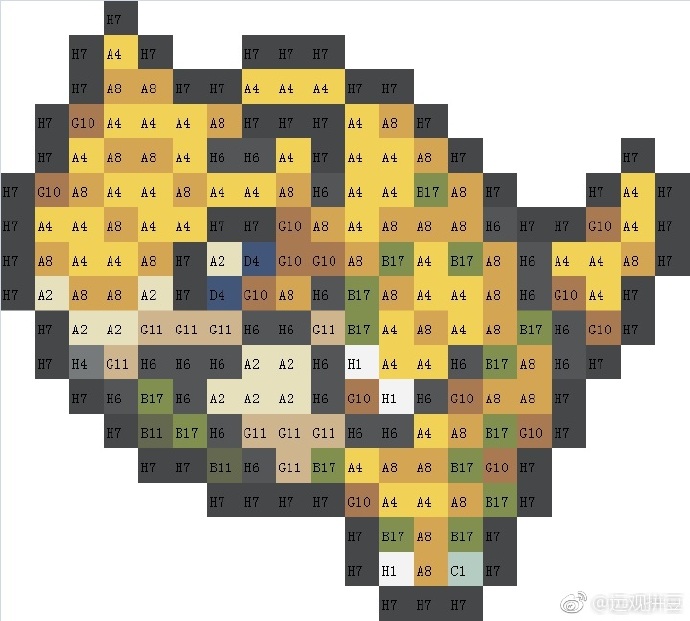 H7
H7 A4 H7 H7 H7 H7
H7 A8 A8 H7 H7 A4 A4 A4 H7 H7
H7 G10 A4 A4 A4 A8 H7 H7 H7 A4 A8 H7
H7 A4 A8 A8 A4 H6 H6 A4 H7 A4 A4 A8 H7 H7
H7 G10 A8 A4 A4 A8 A4 A4 A8 H6 A4 A4 B17 A8 H7 H7 A4 H7
H7 A4 A4 A8 A4 A4 H7 H7 G10 A8 A4 A8 A8 A8 H6 H7 H7 G10 A4 H7
H7 A8 A4 A4 A8 H7 A2 D4 G10 G10 A8 B17 A4 B17 A8 H6 A4 A4 A8 H7
H7 A2 A8 A8 A2 H7 D4 G10 A8 H6 B17 A8 A4 A4 A8 H6 G10 A4 H7
H7 A2 A2 G11 G11 G11 H6 H6 G11 B17 A4 A8 A4 A8 B17 H6 G10 H7
H7 H4 G11 H6 H6 H6 A2 A2 H6 H1 A4 A4 H6 B17 A8 H6 H7
H7 H6 B17 H6 A2 A2 A2 H6 G10 H1 H6 G10 A8 A8 H7
H7 B11 B17 H6 G11 G11 G11 H6 H6 A4 A8 B17 G10 H7
H7 H7 B11 H6 G11 B17 A4 A8 A8 B17 G10 H7
H7 H7 H7 H7 G10 A4 A4 A8 B17 H7
H7 B17 A8 B17 H7
H7 H1 A8 C1 H7
H7 H7 H7
@远观拼豆